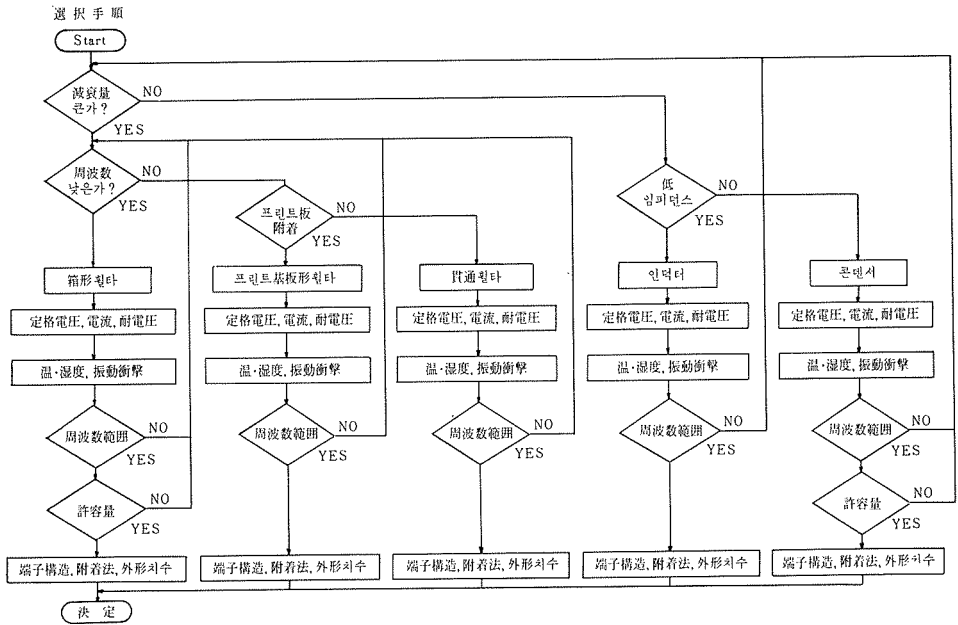 選択手順
Start
減衰量
큰가?
NO
YES
周波数
낮은가?
NO
YES
프린트板
附着
NO
YES
低
임피던스
NO
YES
箱形휠타
프린트基板形휠타
貫通휠타
인덕터
콘덴서
定格電圧, 電流, 耐電圧
定格電圧, 電流, 耐電圧
定格電圧, 電流, 耐電圧
定格電圧, 電流, 耐電圧
定格電圧, 電流, 耐電圧
温·湿度, 振動衝撃
温·湿度, 振動衝撃
温·湿度, 振動衝撃
温·湿度, 振動衝撃
温·湿度, 振動衝撃
周波数範囲
NO
YES
周波数範囲
NO
YES
周波数範囲
NO
YES
周波数範囲
NO
YES
周波数範囲
NO
YES
許容量
NO
YES
許容量
NO
YES
端子構造, 附着法, 外形치수
端子構造, 附着法, 外形치수
端子構造, 附着法, 外形치수
端子構造, 附着法, 外形치수
端子構造, 附着法, 外形치수
決定